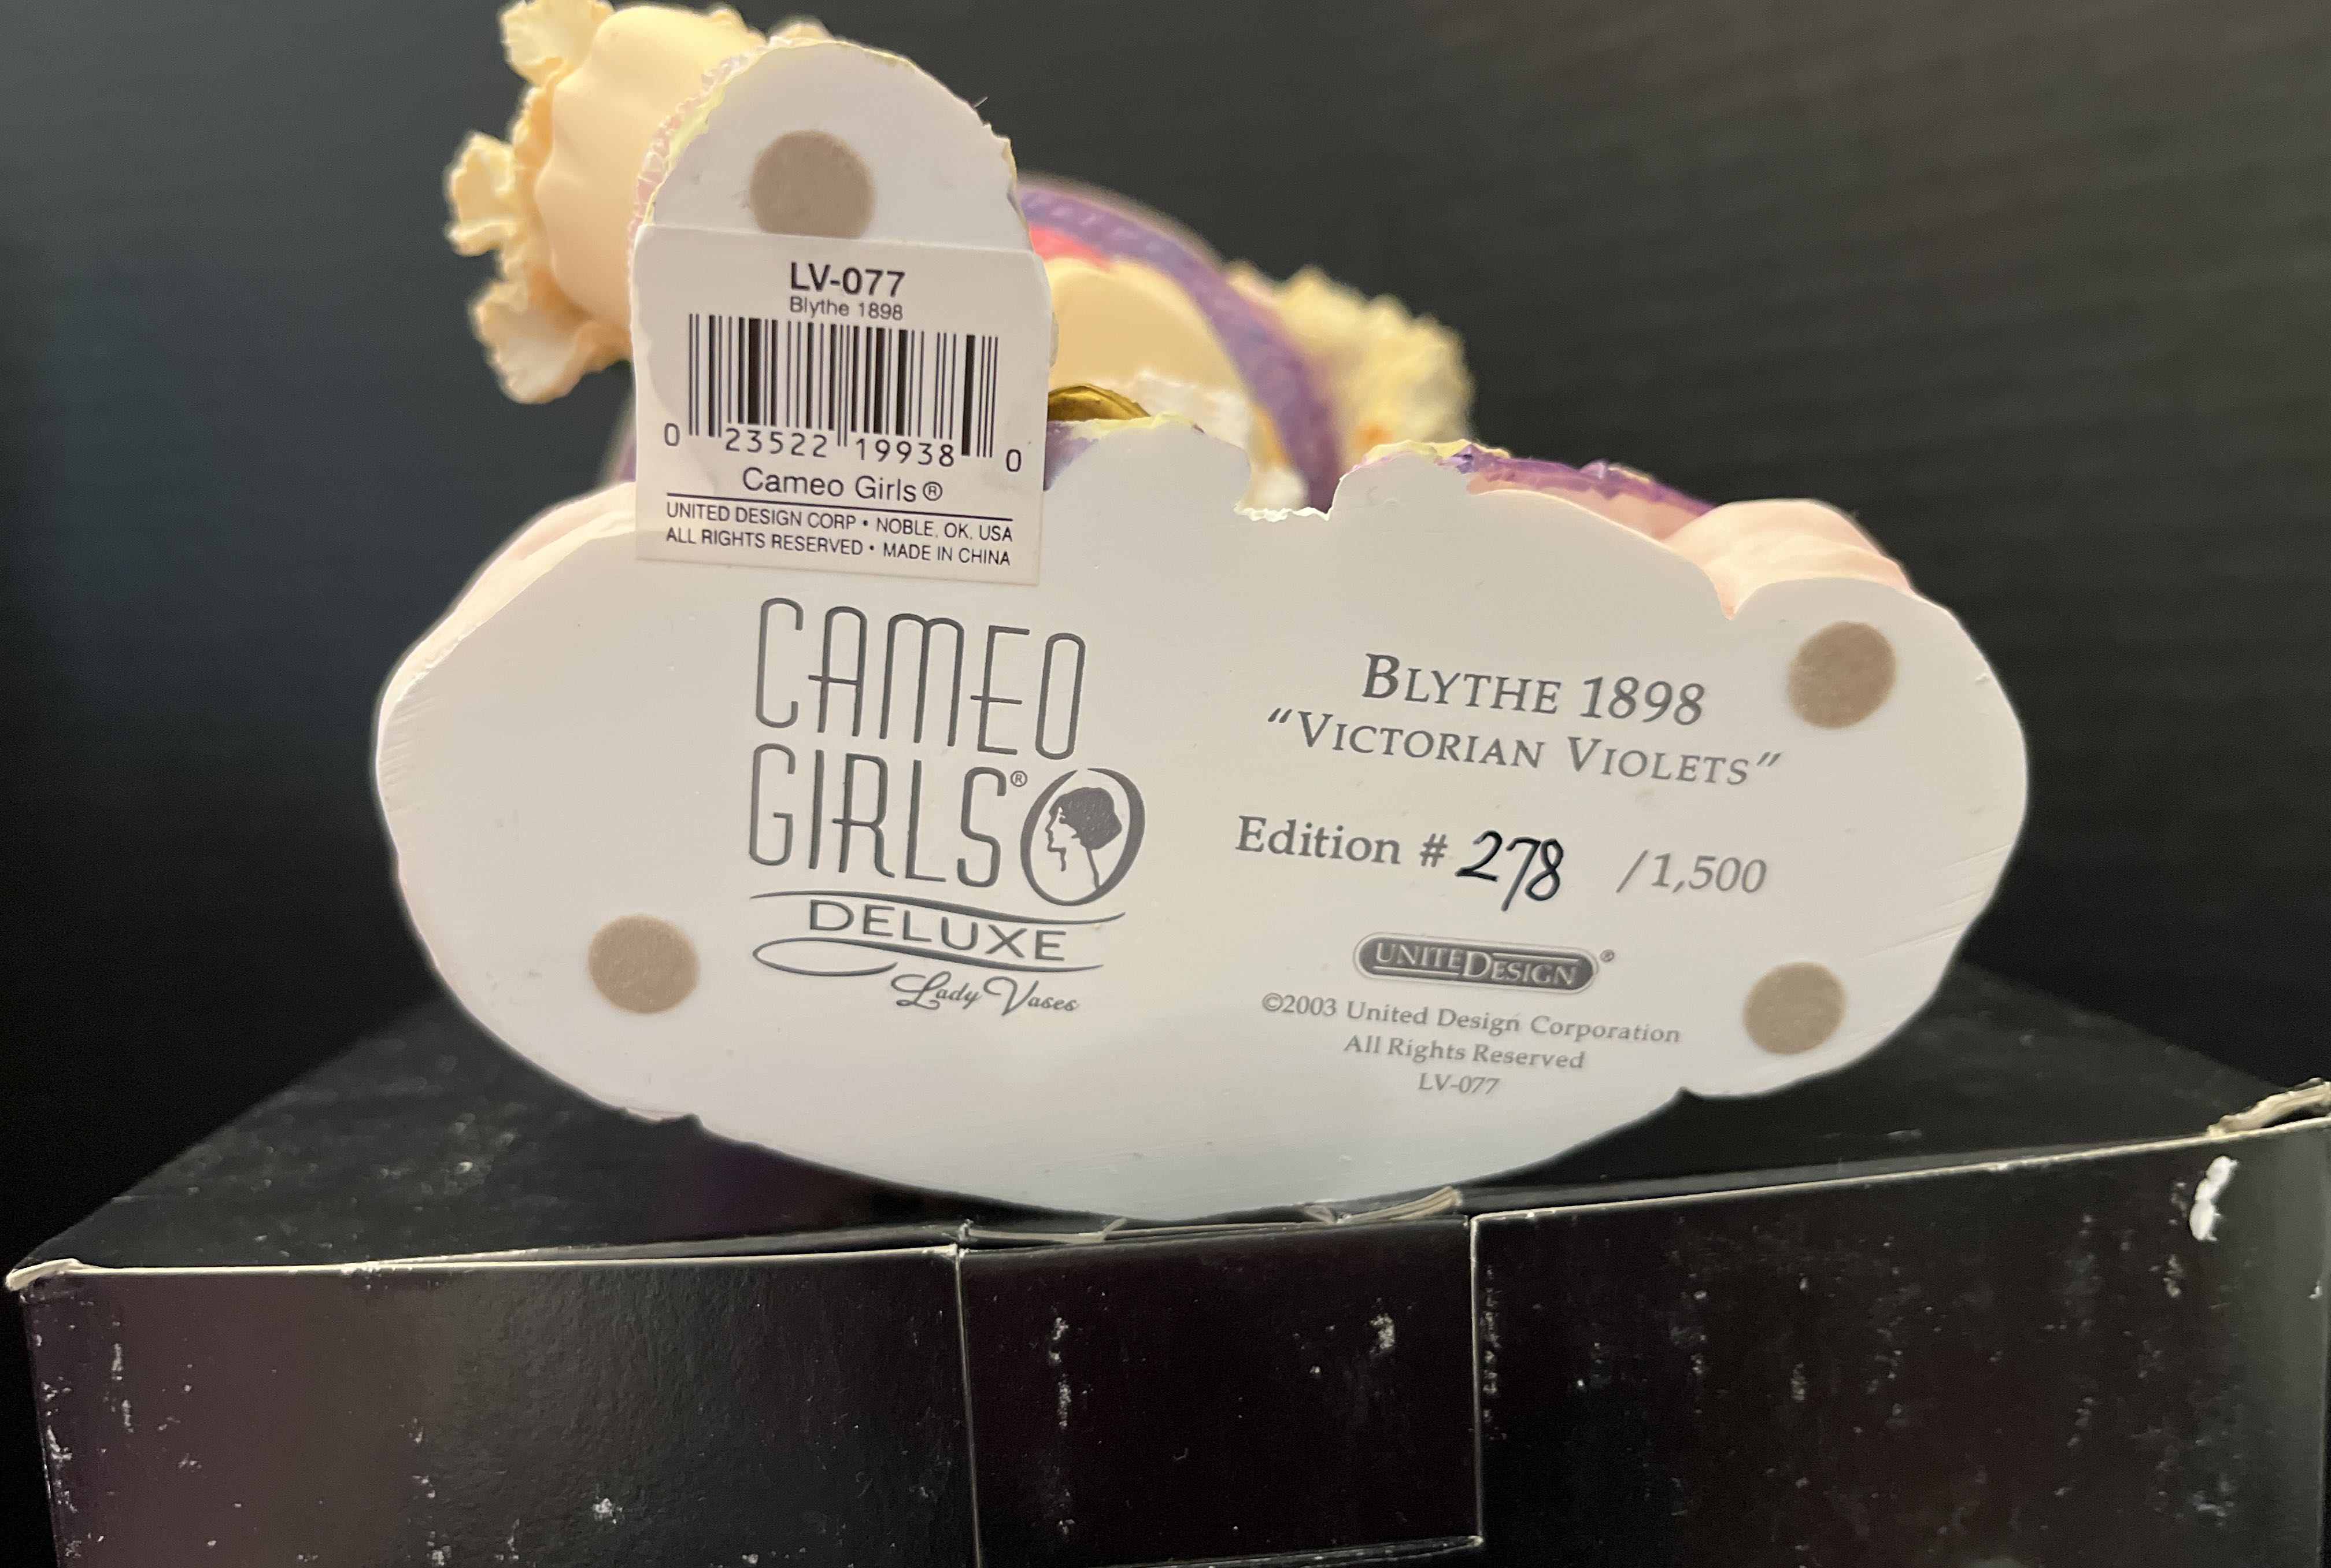 LV-077
Blythe 1898
0 23522 19938 0
Cameo Girls®
UNITED DESIGN CORP • NOBLE, OK, USA
ALL RIGHTS RESERVED • MADE IN CHINA
CAMEO
GIRLS®
DELUXE
Lady Vases
BLYTHE 1898
“VICTORIAN VIOLETS”
Edition # 278 /1,500
UNITEDESIGN®
©2003 United Design Corporation
All Rights Reserved
LV-077